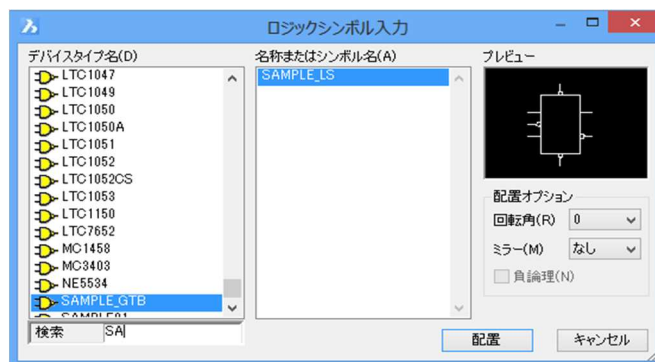 ロジックシンボル入力
デバイスタイプ名(D)
LTC1047
LTC1049
LTC1050
LTC1050A
LTC1051
LTC1052
LTC1052CS
LTC1053
LTC1150
LTC7652
MC1458
MC3403
NE5534
SAMPLE_GTB
SAMPLE01
検索
SA
名称またはシンボル名(A)
SAMPLE_LS
プレビュー
配置オプション
回転角(R)
0
ミラー(M)
なし
負論理(N)
配置
キャンセル